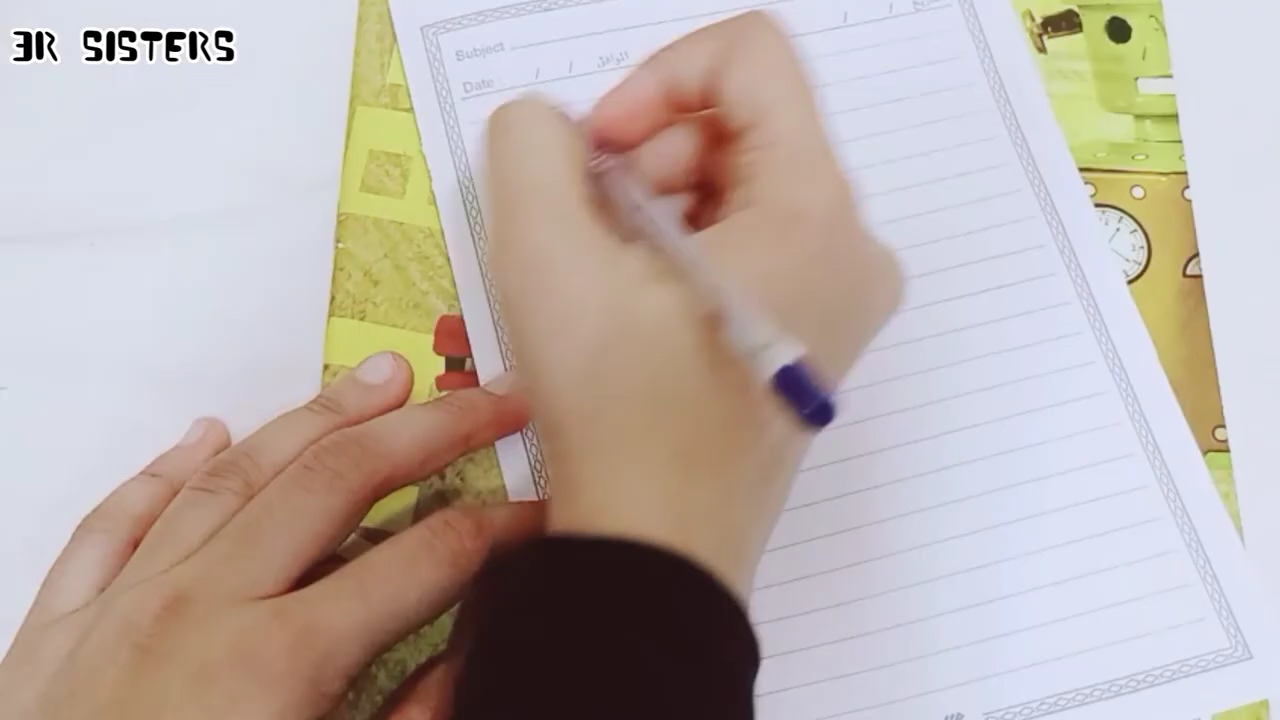 3R SISTERS
Subject
/ /
Date : / / الموافق